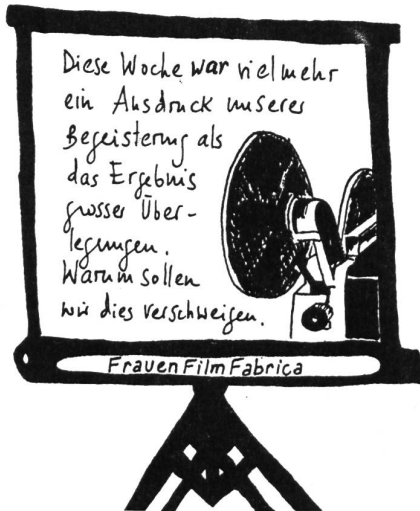 Diese Woche war vielmehr
ein Ausdruck unserer
Begeisterung als
das Ergebnis
grosser Über-
legungen.
Warum sollen
wir dies verschweigen.
FrauenFilmFabrica